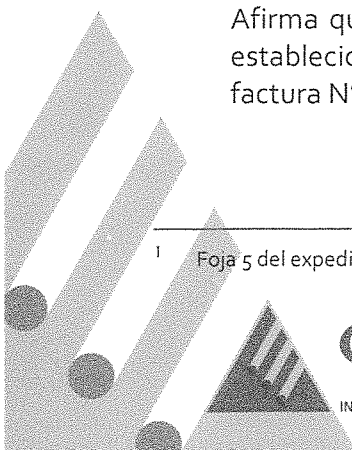 Afirma qu
establecio
factura N°
1 Foja 5 del expedi
IN